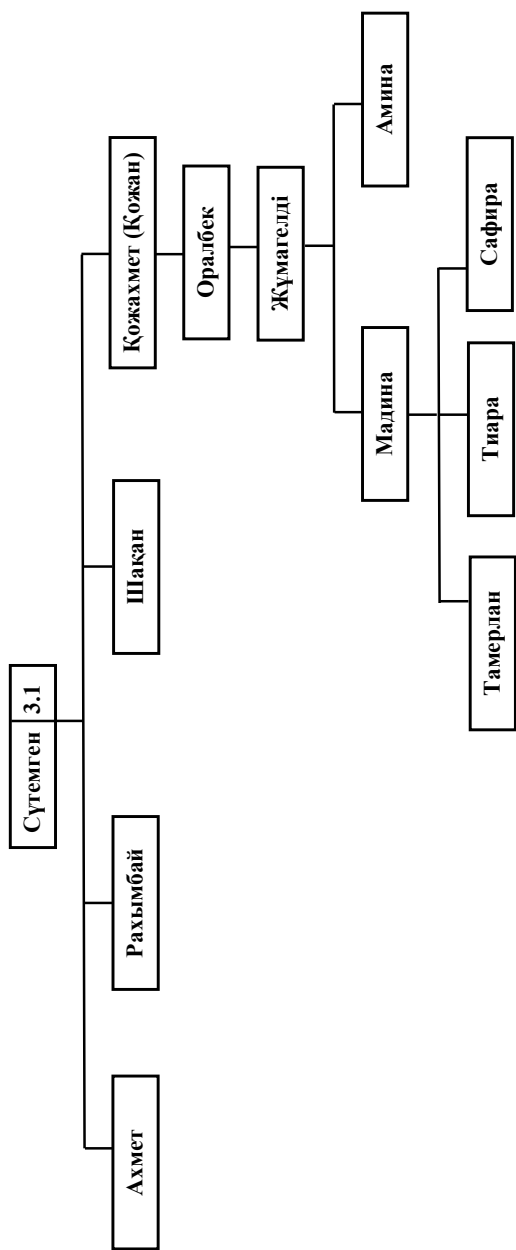 Сүтемген 3.1
Ахмет
Рахымбай
Шақан
Қожахмет (Қожан)
Оралбек
Жұмагелді
Мадина
Амина
Тамерлан
Тиара
Сафира